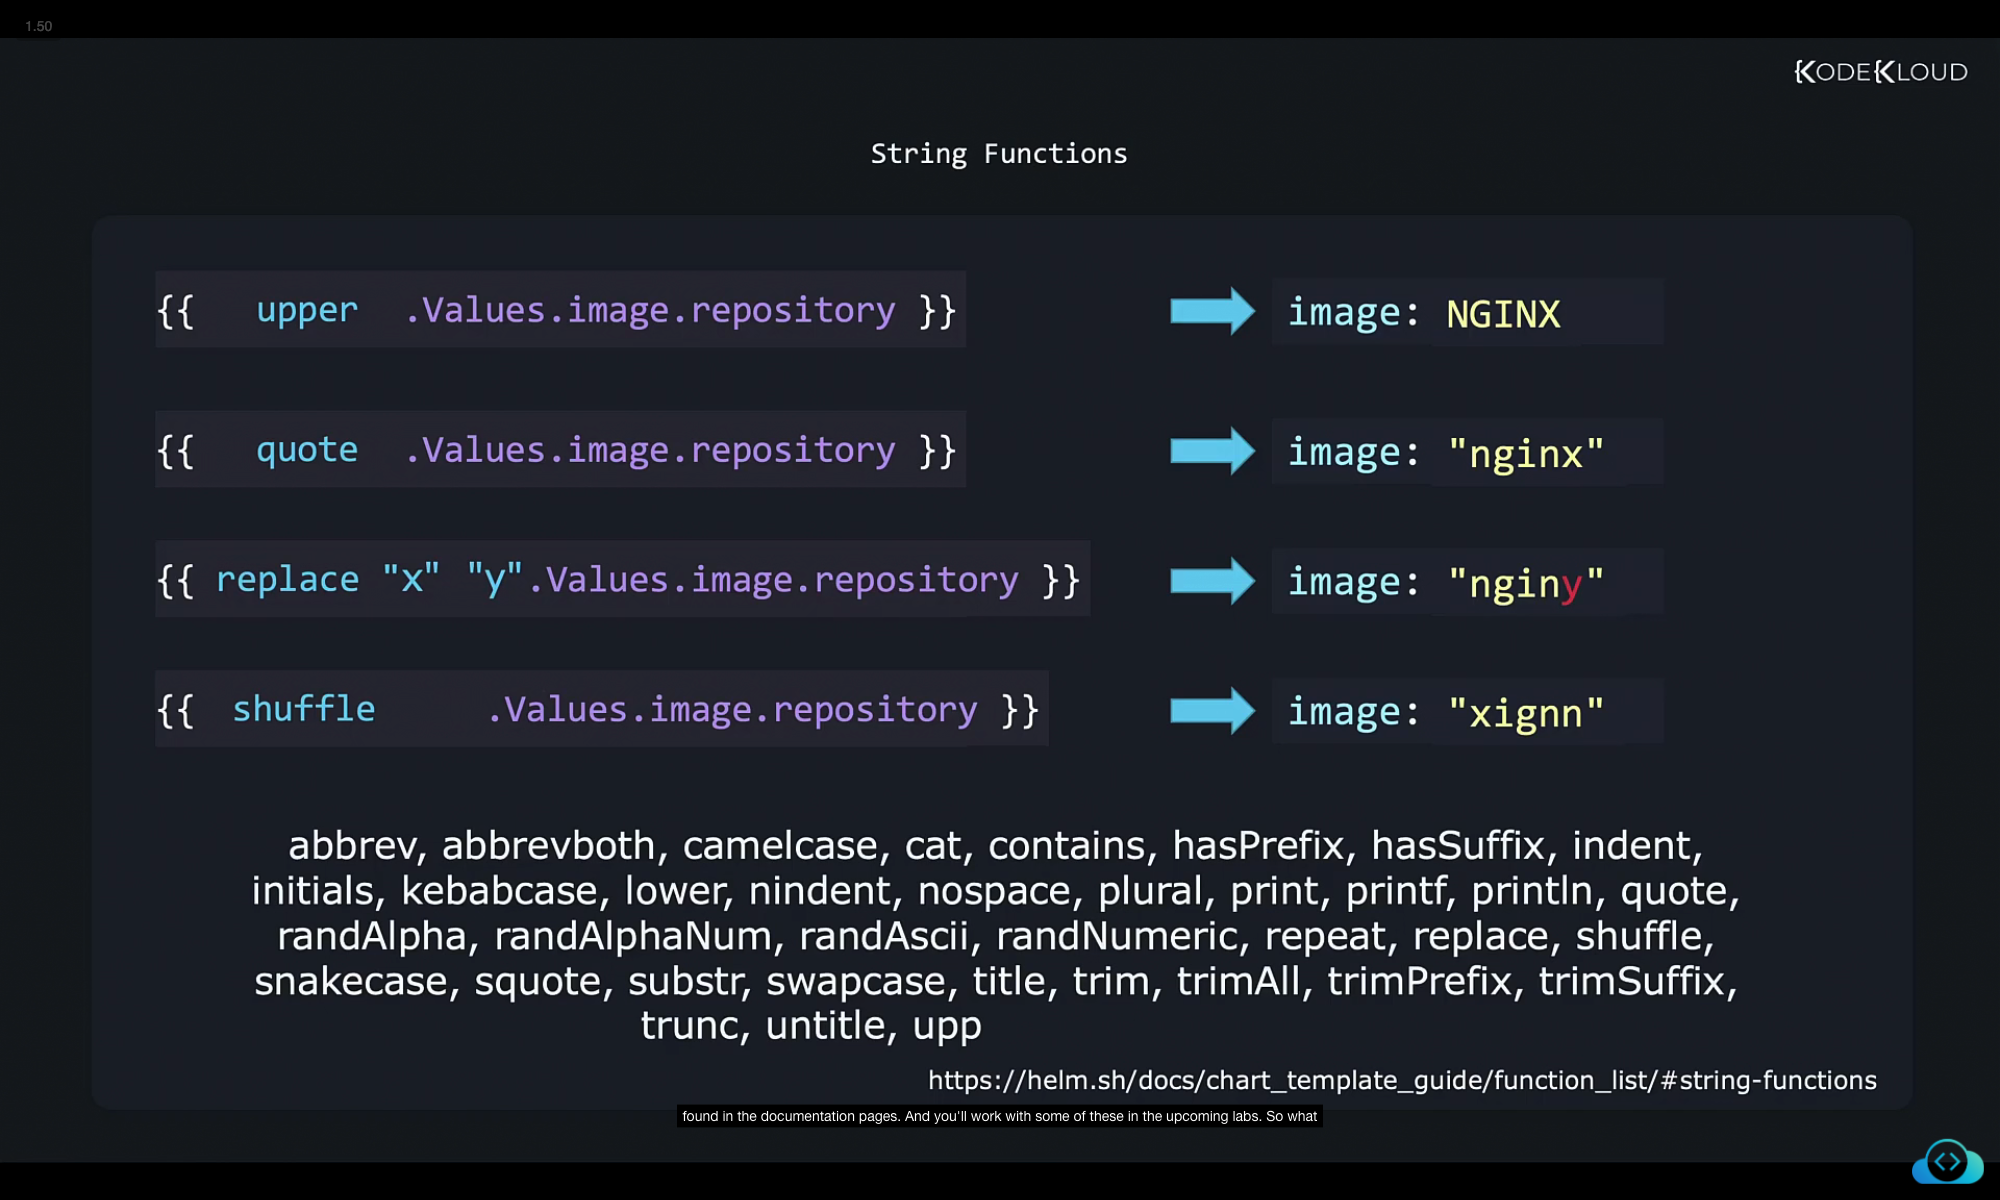 1.50
KODEKLOUD
String Functions
{{ upper .Values.image.repository }} image: NGINX
{{ quote .Values.image.repository }} image: "nginx"
{{ replace "x" "y".Values.image.repository }} image: "nginy"
{{ shuffle .Values.image.repository }} image: "xignn"
abbrev, abbrevboth, camelcase, cat, contains, hasPrefix, hasSuffix, indent,
initials, kebabcase, lower, nindent, nospace, plural, print, printf, println, quote,
randAlpha, randAlphaNum, randAscii, randNumeric, repeat, replace, shuffle,
snakecase, squote, substr, swapcase, title, trim, trimAll, trimPrefix, trimSuffix,
trunc, untitle, upp
https://helm.sh/docs/chart_template_guide/function_list/#string-functions
found in the documentation pages. And you'll work with some of these in the upcoming labs. So what